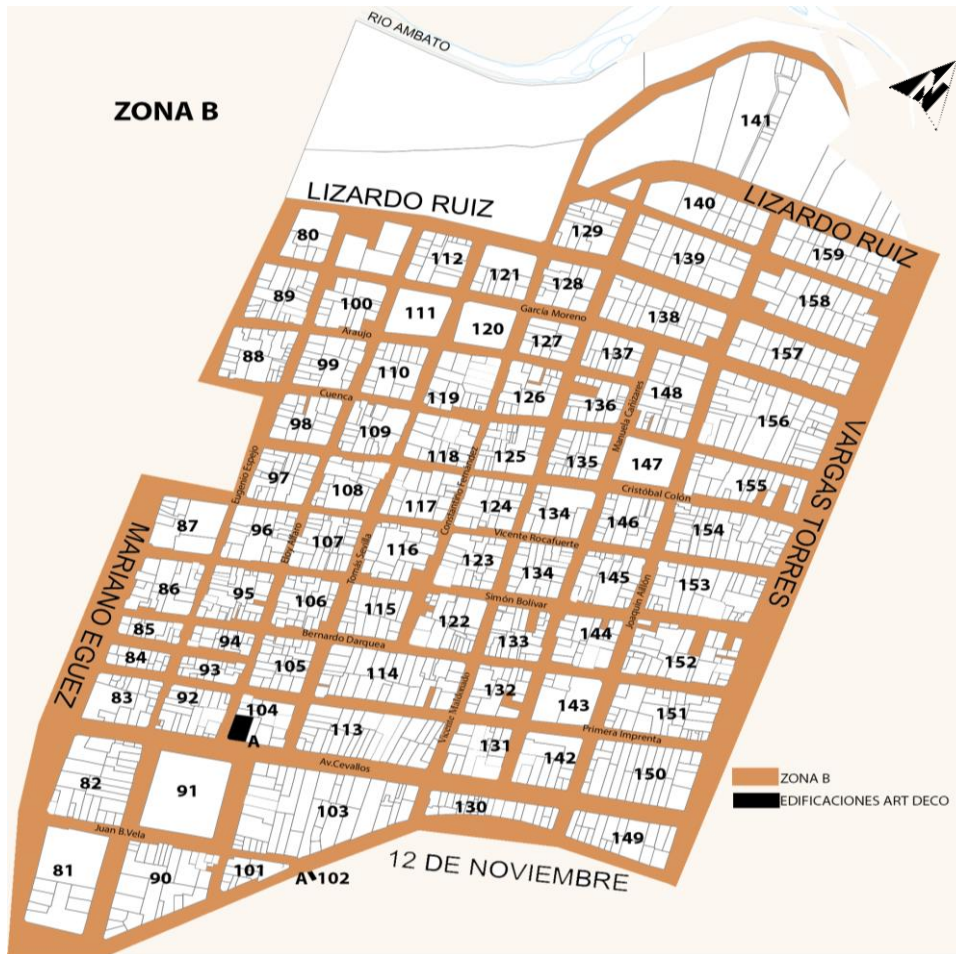 RIO AMBATO
N
ZONA B
141
LIZARDO RUIZ
140
LIZARDO RUIZ
80
112
129
139
159
121
128
158
89
100
111
García Moreno
138
Araujo
120
127
137
157
88
99
110
119
126
136
148
Manuela Cañizares
Cuenca
98
109
156
118
125
135
147
155
97
108
Eugenio Espejo
Constantino Fernández
Cristóbal Colón
VARGAS TORRES
117
124
134
146
154
87
96
107
Eloy Alfaro
Tomás Sevilla
116
Vicente Rocafuerte
123
134
145
153
MARIANO EGUEZ
86
95
106
115
Simón Bolívar
Joaquín Ayllón
122
85
94
Bernardo Darquea
133
144
152
84
93
105
114
83
92
104
132
143
151
Vicente Maldonado
Primera Imprenta
A
113
131
142
Av.Cevallos
150
82
91
103
130
ZONA B
EDIFICACIONES ART DECO
Juan B.Vela
149
81
90
101
A
102
12 DE NOVIEMBRE